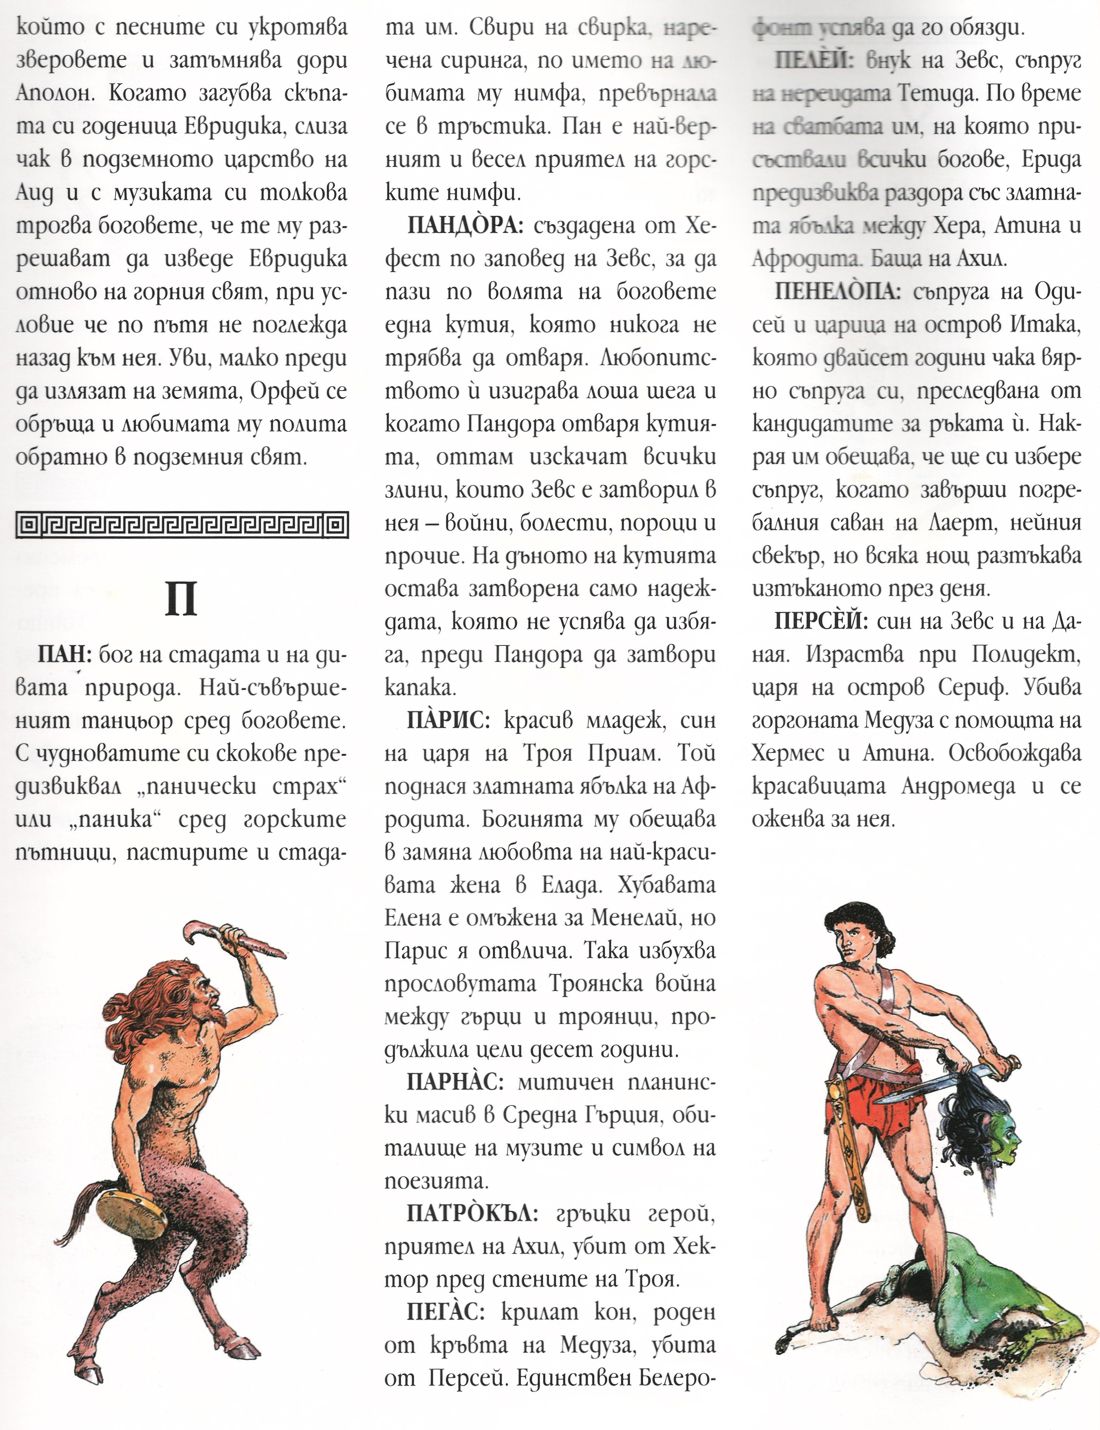 който с песните си укротява
зверовете и затъмнява дори
Аполон. Когато загубва скъпа-
та си годеница Евридика, слиза
чак в подземното царство на
Аид и с музиката си толкова
трогва боговете, че те му раз-
решават да изведе Евридика
отново на горния свят, при ус-
ловие че по пътя не поглежда
назад към нея. Уви, малко преди
да излязат на земята, Орфей се
обръща и любимата му полита
обратно в подземния свят.
П
ПАН: бог на стадата и на ди-
вата природа. Най-съвърше-
ният танцьор сред боговете.
С чудноватите си скокове пре-
дизвиквал „панически страх“
или „паника“ сред горските
пътници, пастирите и стада-
та им. Свири на свирка, наре-
чена сиринга, по името на лю-
бимата му нимфа, превърнала
се в тръстика. Пан е най-вер-
ният и весел приятел на горс-
ките нимфи.
ПАНДО̀РА: създадена от Хе-
фест по заповед на Зевс, за да
пази по волята на боговете
една кутия, която никога не
трябва да отваря. Любопитс-
твото ѝ изиграва лоша шега и
когато Пандора отваря кутия-
та, оттам изскачат всички
злини, които Зевс е затворил в
нея – войни, болести, пороци и
прочие. На дъното на кутията
остава затворена само надеж-
дата, която не успява да избя-
га, преди Пандора да затвори
капака.
ПА̀РИС: красив младеж, син
на царя на Троя Приам. Той
поднася златната ябълка на Аф-
родита. Богинята му обещава
в замяна любовта на най-краси-
вата жена в Елада. Хубавата
Елена е омъжена за Менелай, но
Парис я отвлича. Така избухва
прословутата Троянска война
между гърци и троянци, про-
дължила цели десет години.
ПАРНА̀С: митичен планинс-
ки масив в Средна Гърция, оби-
талище на музите и символ на
поезията.
ПАТРО̀КЪЛ: гръцки герой,
приятел на Ахил, убит от Хек-
тор пред стените на Троя.
ПЕГА̀С: крилат кон, роден
от кръвта на Медуза, убита
от Персей. Единствен Белеро-
фонт успява да го обязди.
ПЕЛЀЙ: внук на Зевс, съпруг
на нереидата Тетида. По време
на сватбата им, на която при-
съствали всички богове, Ерида
предизвиква раздора със златна-
та ябълка между Хера, Атина и
Афродита. Баща на Ахил.
ПЕНЕЛО̀ПА: съпруга на Оди-
сей и царица на остров Итака,
която двайсет години чака вяр-
но съпруга си, преследвана от
кандидатите за ръката ѝ. Нак-
рая им обещава, че ще си избере
съпруг, когато завърши погре-
балния саван на Лаерт, нейния
свекър, но всяка нощ разтъкава
изтъканото през деня.
ПЕРСЀЙ: син на Зевс и на Да-
ная. Израства при Полидект,
царя на остров Сериф. Убива
горгоната Медуза с помощта на
Хермес и Атина. Освобождава
красавицата Андромеда и се
оженва за нея.